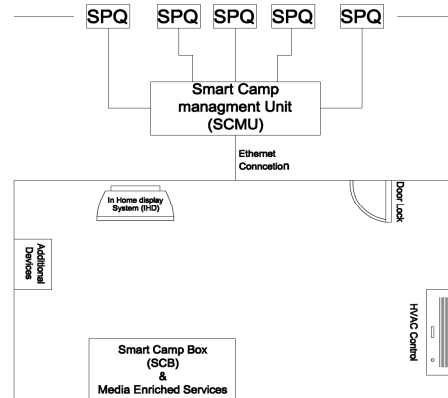 SPQ SPQ SPQ SPQ SPQ
Smart Camp
managment Unit
(SCMU)
Ethernet
Conncetion
In Home display
System (IHD)
Door Lock
Additional
Devices
HVAC Control
Smart Camp Box
(SCB)
&
Media Enriched Services